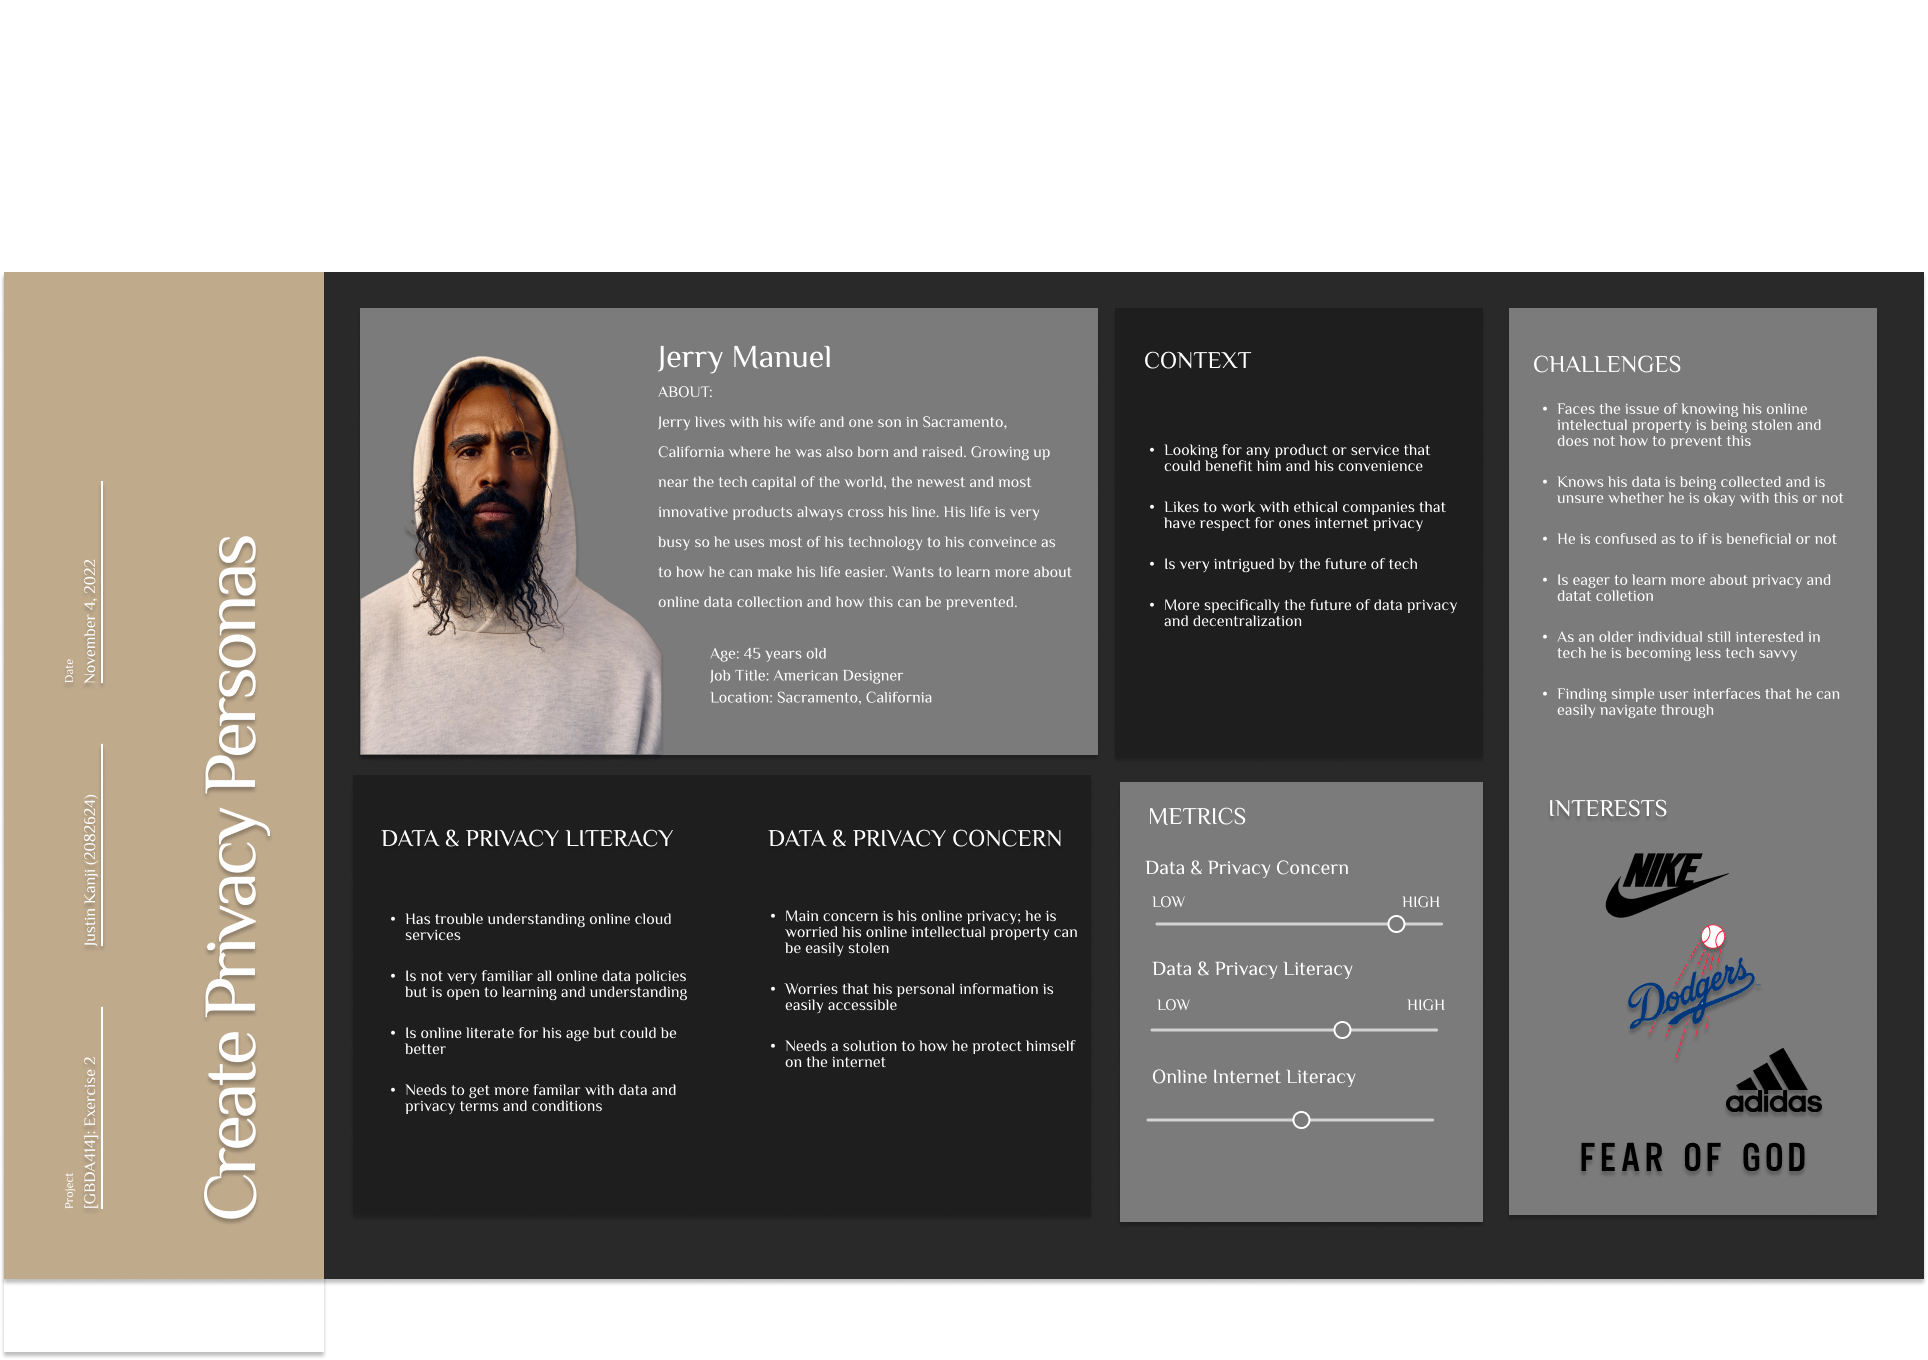 Project
[GBDA414]: Exercise 2
Justin Kanji (2082624)
Date
November 4, 2022
Create Privacy Personas
Jerry Manuel
ABOUT:
Jerry lives with his wife and one son in Sacramento,
California where he was also born and raised. Growing up
near the tech capital of the world, the newest and most
innovative products always cross his line. His life is very
busy so he uses most of his technology to his conveince as
to how he can make his life easier. Wants to learn more about
online data collection and how this can be prevented.
Age: 45 years old
Job Title: American Designer
Location: Sacramento, California
CONTEXT
• Looking for any product or service that
could benefit him and his convenience
• Likes to work with ethical companies that
have respect for ones internet privacy
• Is very intrigued by the future of tech
• More specifically the future of data privacy
and decentralization
CHALLENGES
• Faces the issue of knowing his online
intelectual property is being stolen and
does not how to prevent this
• Knows his data is being collected and is
unsure whether he is okay with this or not
• He is confused as to if is beneficial or not
• Is eager to learn more about privacy and
datat colletion
• As an older individual still interested in
tech he is becoming less tech savvy
• Finding simple user interfaces that he can
easily navigate through
DATA & PRIVACY LITERACY
• Has trouble understanding online cloud
services
• Is not very familiar all online data policies
but is open to learning and understanding
• Is online literate for his age but could be
better
• Needs to get more familar with data and
privacy terms and conditions
DATA & PRIVACY CONCERN
• Main concern is his online privacy; he is
worried his online intellectual property can
be easily stolen
• Worries that his personal information is
easily accessible
• Needs a solution to how he protect himself
on the internet
METRICS
Data & Privacy Concern
LOW HIGH
Data & Privacy Literacy
LOW HIGH
Online Internet Literacy
INTERESTS
NIKE
Dodgers
adidas
FEAR OF GOD